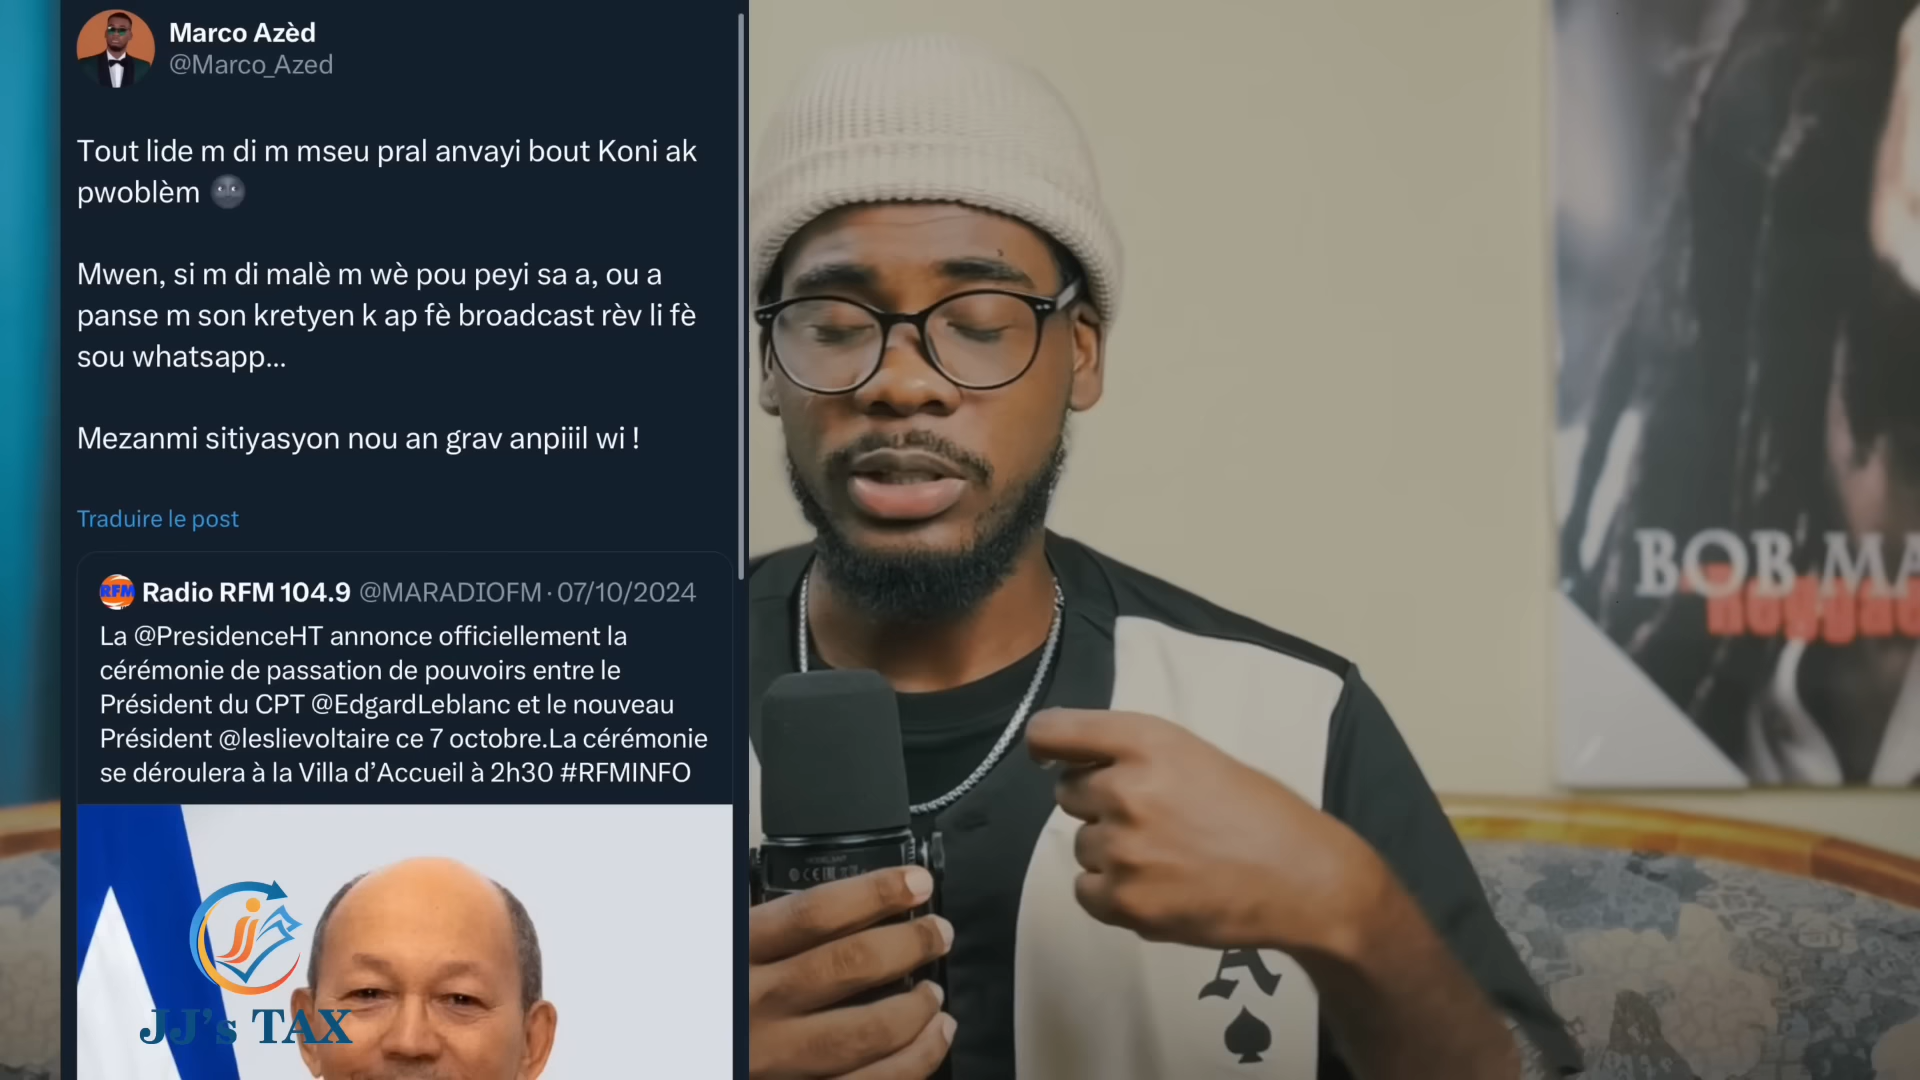 Marco Azèd
@Marco_Azed
Tout lide m di m mseu pral anvayi bout Koni ak
pwoblèm 🌚
Mwen, si m di malè m wè pou peyi sa a, ou a
panse m son kretyen k ap fè broadcast rèv li fè
sou whatsapp...
Mezanmi sitiyasyon nou an grav anpiiil wi !
Traduire le post
RFM Radio RFM 104.9 @MARADIOFM · 07/10/2024
La @PresidenceHT annonce officiellement la
cérémonie de passation de pouvoirs entre le
Président du CPT @EdgardLeblanc et le nouveau
Président @leslievoltaire ce 7 octobre.La cérémonie
se déroulera à la Villa d'Accueil à 2h30 #RFMINFO
JJ's TAX
BOB MA
Reggae
A